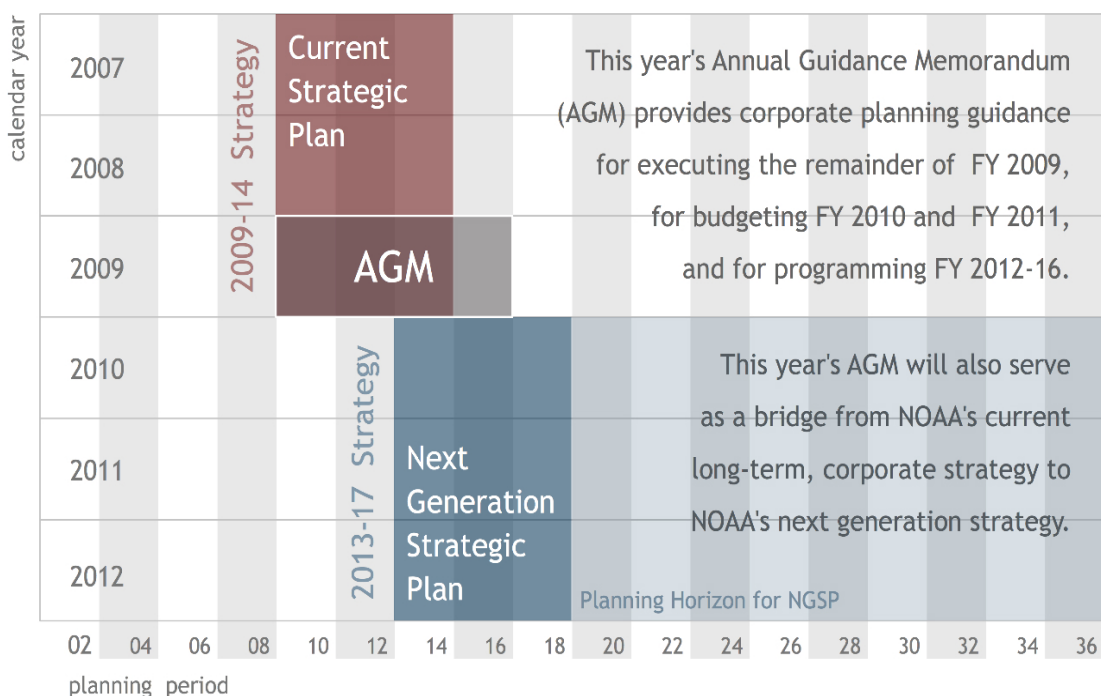 calendar year
2007
2008
2009
2010
2011
2012
2009-14 Strategy
Current
Strategic
Plan
This year's Annual Guidance Memorandum
(AGM) provides corporate planning guidance
for executing the remainder of FY 2009,
for budgeting FY 2010 and FY 2011,
and for programming FY 2012-16.
AGM
2013-17 Strategy
Next
Generation
Strategic
Plan
This year's AGM will also serve
as a bridge from NOAA's current
long-term, corporate strategy to
NOAA's next generation strategy.
Planning Horizon for NGSP
02 04 06 08 10 12 14 16 18 20 22 24 26 28 30 32 34 36
planning period